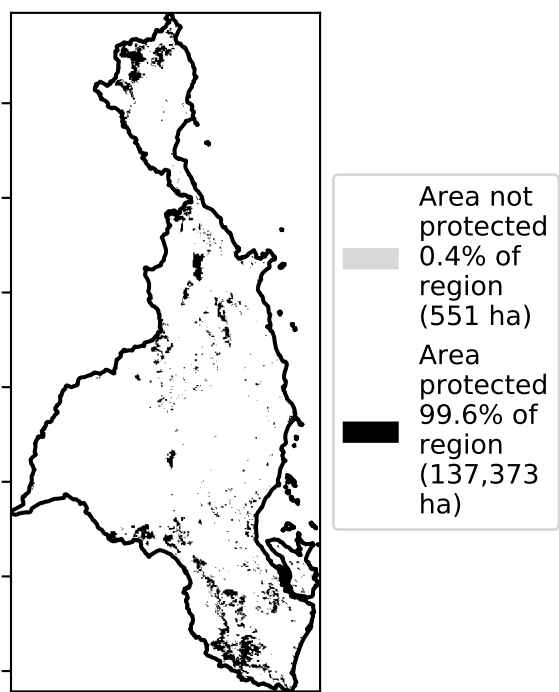 Area not
protected
0.4% of
region
(551 ha)
Area
protected
99.6% of
region
(137,373
ha)